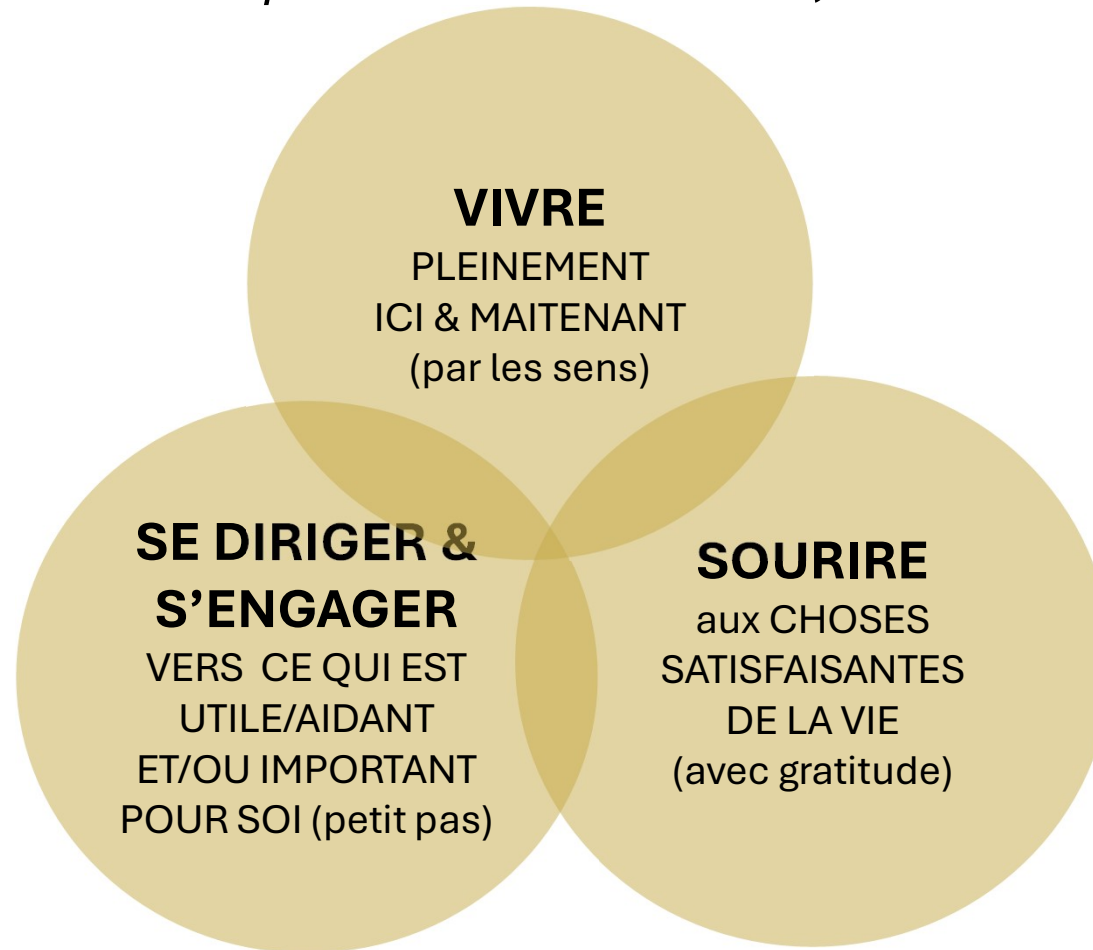 VIVRE
PLEINEMENT
ICI & MAITENANT
(par les sens)
SE DIRIGER &
S’ENGAGER
VERS CE QUI EST
UTILE/AIDANT
ET/OU IMPORTANT
POUR SOI (petit pas)
SOURIRE
aux CHOSES
SATISFAISANTES
DE LA VIE
(avec gratitude)